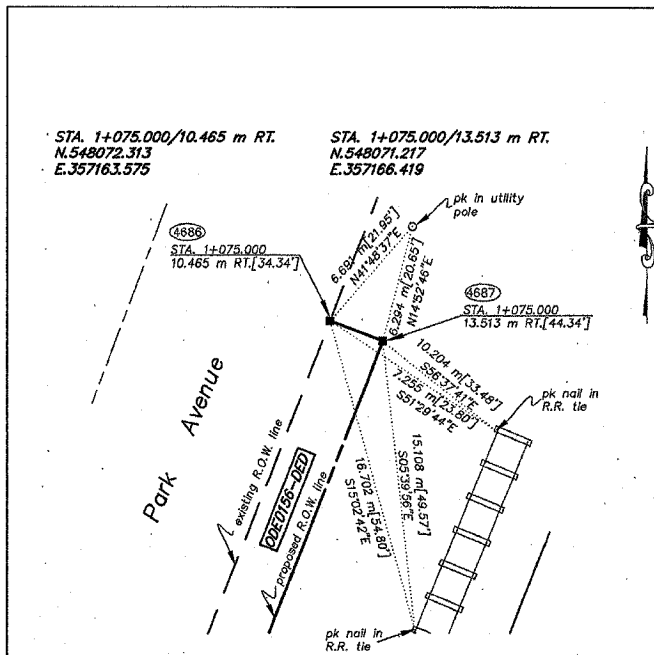 STA. 1+075.000/10.465 m RT.
N.548072.313
E.357163.575
STA. 1+075.000/13.513 m RT.
N.548071.217
E.357166.419
pk in utility
pole
4686
STA. 1+075.000
10.465 m RT.[34.34']
6.691 m[21.95']
N41°48'37"E
6.294 m[20.65']
N14°52'46"E
4687
STA. 1+075.000
13.513 m RT.[44.34']
10.204 m[33.48']
S56°37'41"E
7.255 m[23.80']
S51°29'44"E
pk nail in
R.R. tie
Park Avenue
existing R.O.W. line
ODE0156-DED
proposed R.O.W. line
15.108 m[49.57']
S05°39'56"E
16.702 m[54.80']
S15°02'42"E
pk nail in
R.R. tie